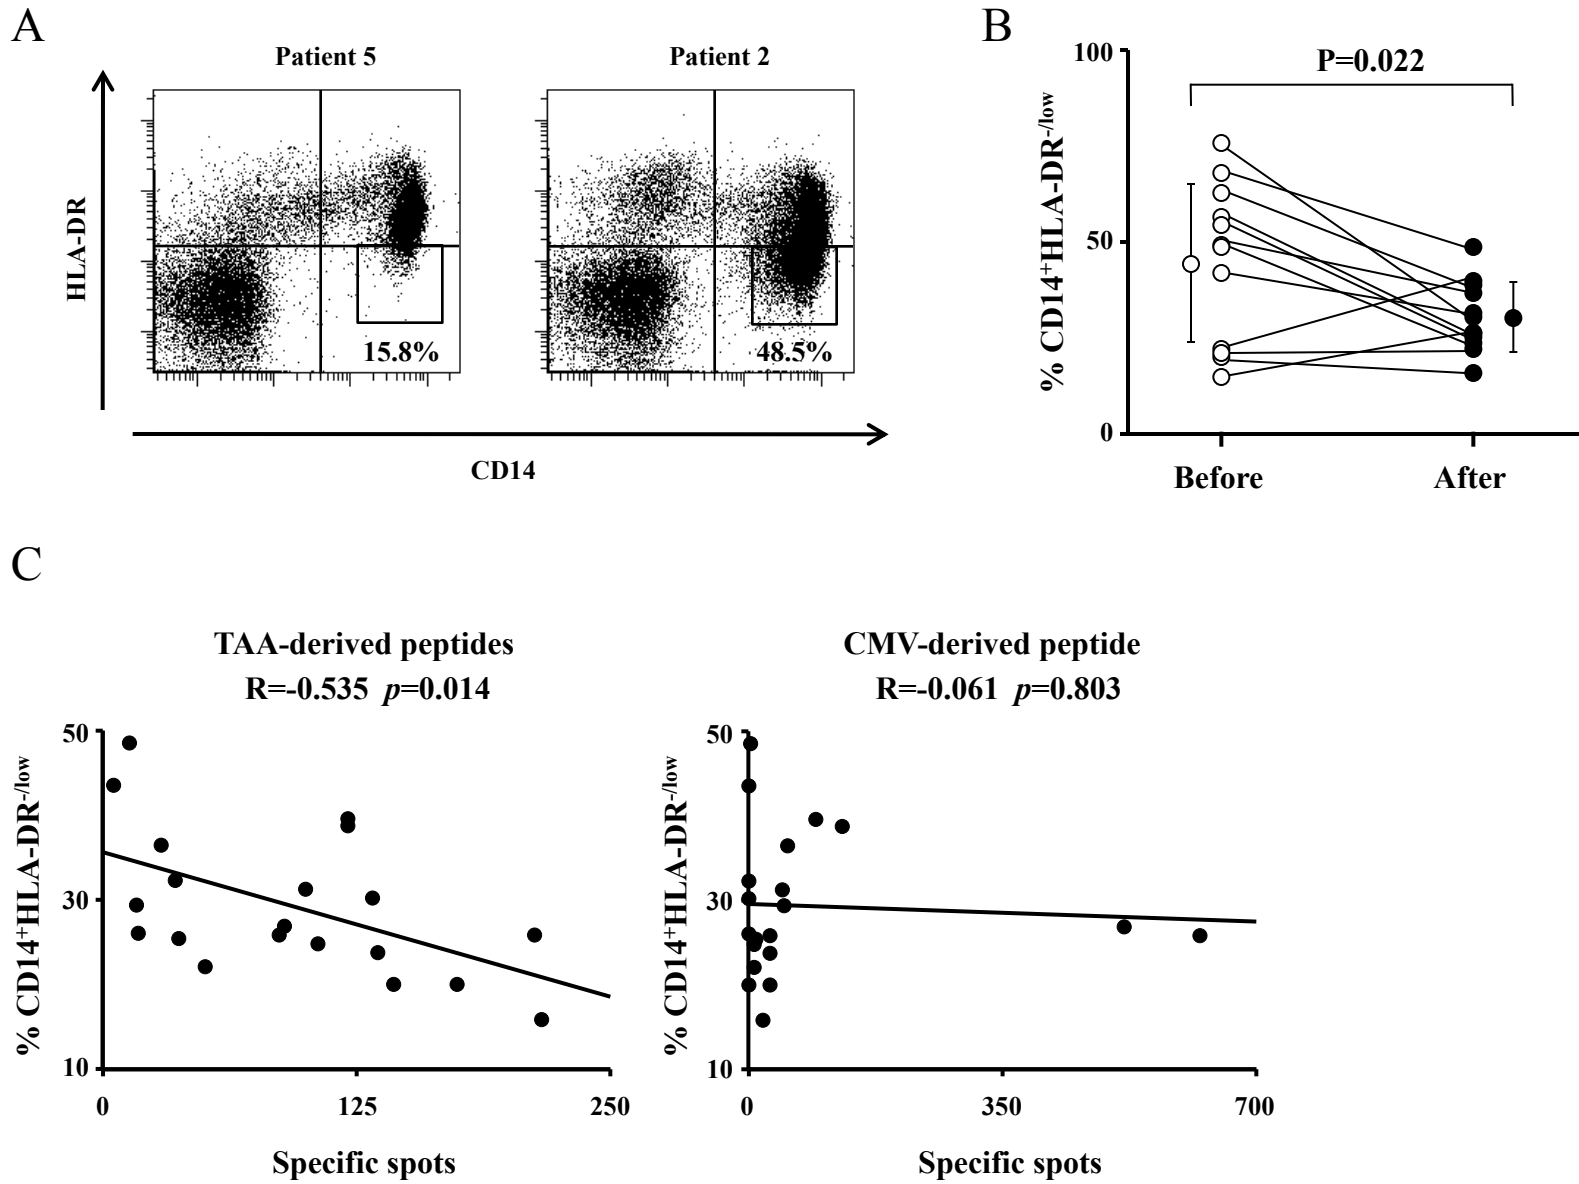 A
Patient 5
Patient 2
HLA-DR
15.8%
48.5%
CD14
B
P=0.022
% CD14⁺HLA-DR⁻/ˡᵒʷ
100
50
0
Before
After
C
TAA-derived peptides
R=-0.535 p=0.014
% CD14⁺HLA-DR⁻/ˡᵒʷ
50
30
10
0
125
250
Specific spots
CMV-derived peptide
R=-0.061 p=0.803
% CD14⁺HLA-DR⁻/ˡᵒʷ
50
30
10
0
350
700
Specific spots